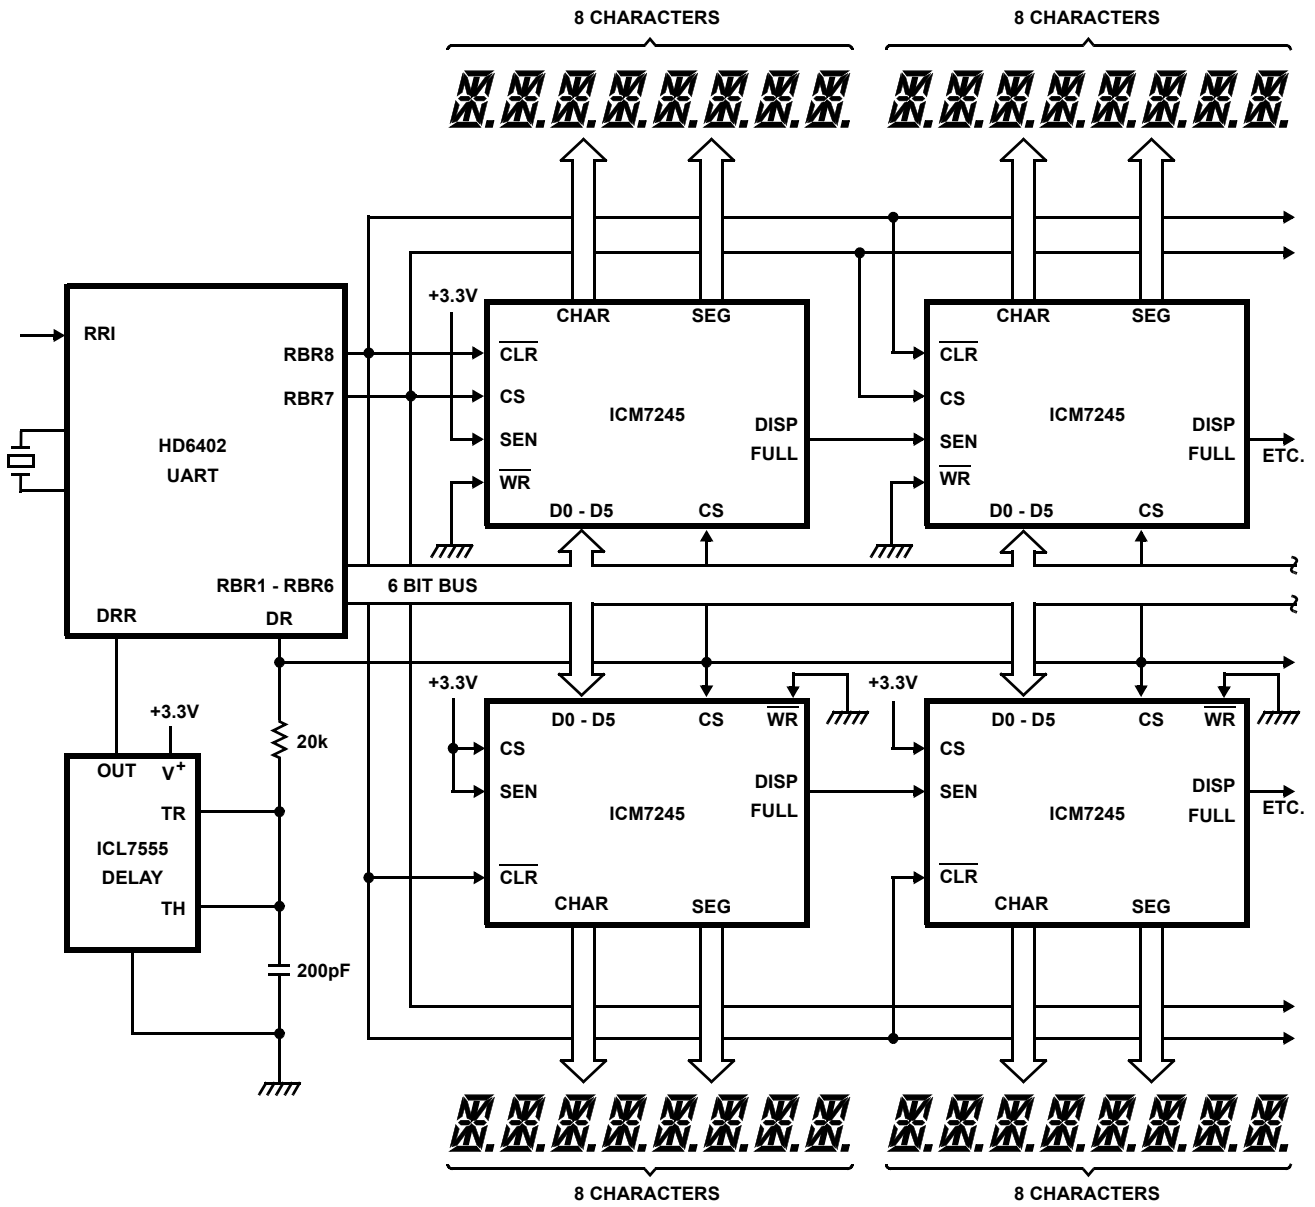 8 CHARACTERS
8 CHARACTERS
RRI
RBR8
RBR7
HD6402
UART
RBR1 - RBR6
DRR
DR
6 BIT BUS
+3.3V
CHAR
SEG
CLR
CS
SEN
WR
ICM7245
DISP
FULL
D0 - D5
CS
CHAR
SEG
CLR
CS
SEN
WR
ICM7245
DISP
FULL
D0 - D5
CS
ETC.
+3.3V
20k
OUT
V+
TR
ICL7555
DELAY
TH
200pF
+3.3V
D0 - D5
CS
WR
CS
SEN
ICM7245
DISP
FULL
CLR
CHAR
SEG
+3.3V
D0 - D5
CS
WR
CS
SEN
ICM7245
DISP
FULL
CLR
CHAR
SEG
ETC.
8 CHARACTERS
8 CHARACTERS